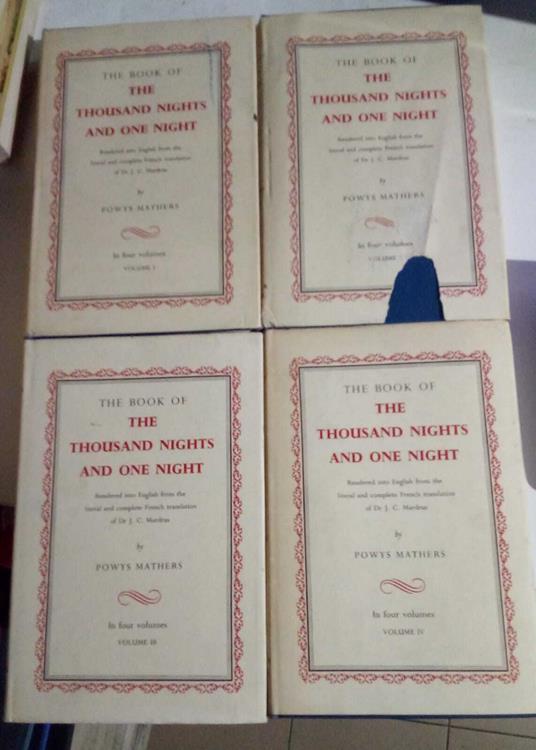 THE BOOK OF
THE
THOUSAND NIGHTS
AND ONE NIGHT
Rendered into English from the
literal and complete French translation
of Dr J. C. Mardrus
by
POWYS MATHERS
In four volumes
VOLUME I
THE BOOK OF
THE
THOUSAND NIGHTS
AND ONE NIGHT
Rendered into English from the
literal and complete French translation
of Dr J. C. Mardrus
by
POWYS MATHERS
In four volumes
VOLUME
THE BOOK OF
THE
THOUSAND NIGHTS
AND ONE NIGHT
Rendered into English from the
literal and complete French translation
of Dr J. C. Mardrus
by
POWYS MATHERS
In four volumes
VOLUME III
THE BOOK OF
THE
THOUSAND NIGHTS
AND ONE NIGHT
Rendered into English from the
literal and complete French translation
of Dr J. C. Mardrus
by
POWYS MATHERS
In four volumes
VOLUME IV